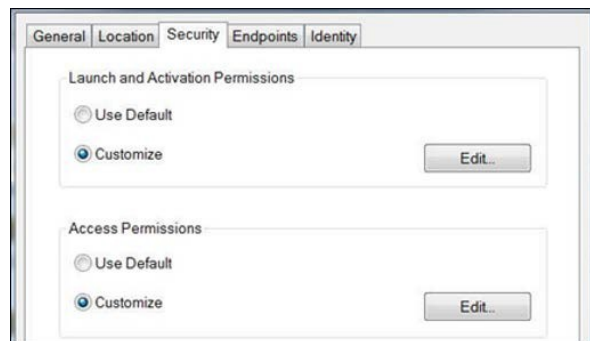 General Location Security Endpoints Identity
Launch and Activation Permissions
Use Default
Customize Edit...
Access Permissions
Use Default
Customize Edit...